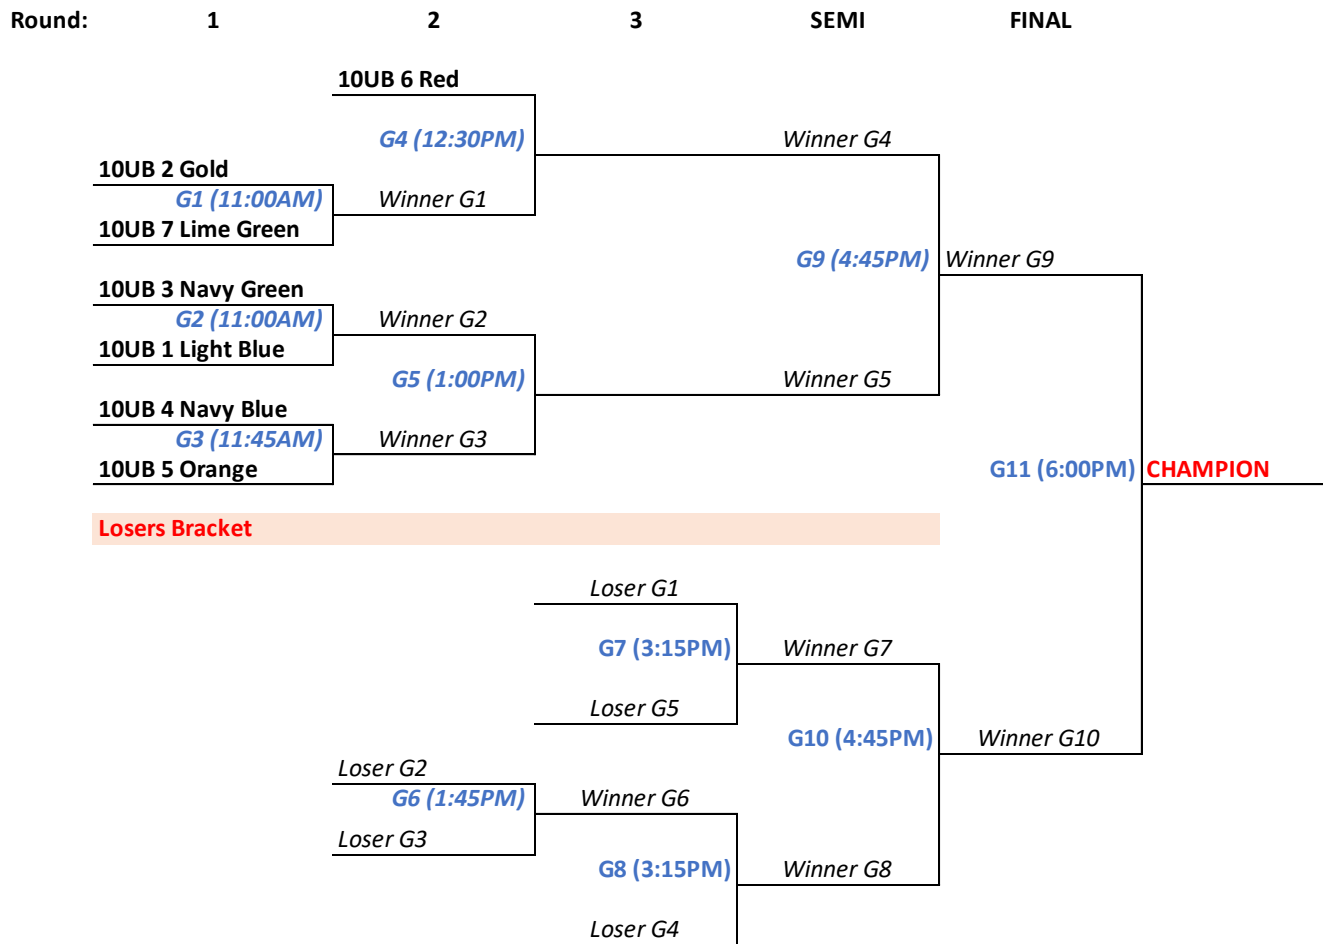 Round: 1 2 3 SEMI FINAL
10UB 6 Red
G4 (12:30PM) Winner G4
10UB 2 Gold
G1 (11:00AM) Winner G1
10UB 7 Lime Green
G9 (4:45PM) Winner G9
10UB 3 Navy Green
G2 (11:00AM) Winner G2
10UB 1 Light Blue
G5 (1:00PM) Winner G5
10UB 4 Navy Blue
G3 (11:45AM) Winner G3
10UB 5 Orange G11 (6:00PM) CHAMPION
Losers Bracket
Loser G1
G7 (3:15PM) Winner G7
Loser G5
G10 (4:45PM) Winner G10
Loser G2
G6 (1:45PM) Winner G6
Loser G3
G8 (3:15PM) Winner G8
Loser G4